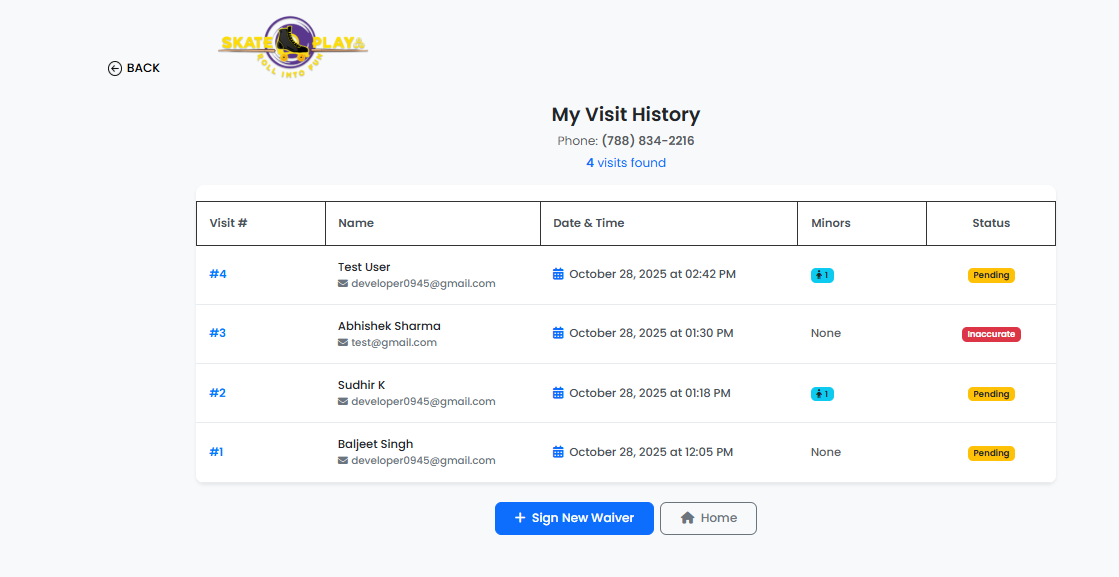 SKATE PLAY
ROLL INTO FUN
BACK
My Visit History
Phone: (788) 834-2216
4 visits found
Visit # Name Date & Time Minors Status
#4 Test User October 28, 2025 at 02:42 PM 1 Pending
developer0945@gmail.com
#3 Abhishek Sharma October 28, 2025 at 01:30 PM None Inaccurate
test@gmail.com
#2 Sudhir K October 28, 2025 at 01:18 PM 1 Pending
developer0945@gmail.com
#1 Baljeet Singh October 28, 2025 at 12:05 PM None Pending
developer0945@gmail.com
+ Sign New Waiver Home